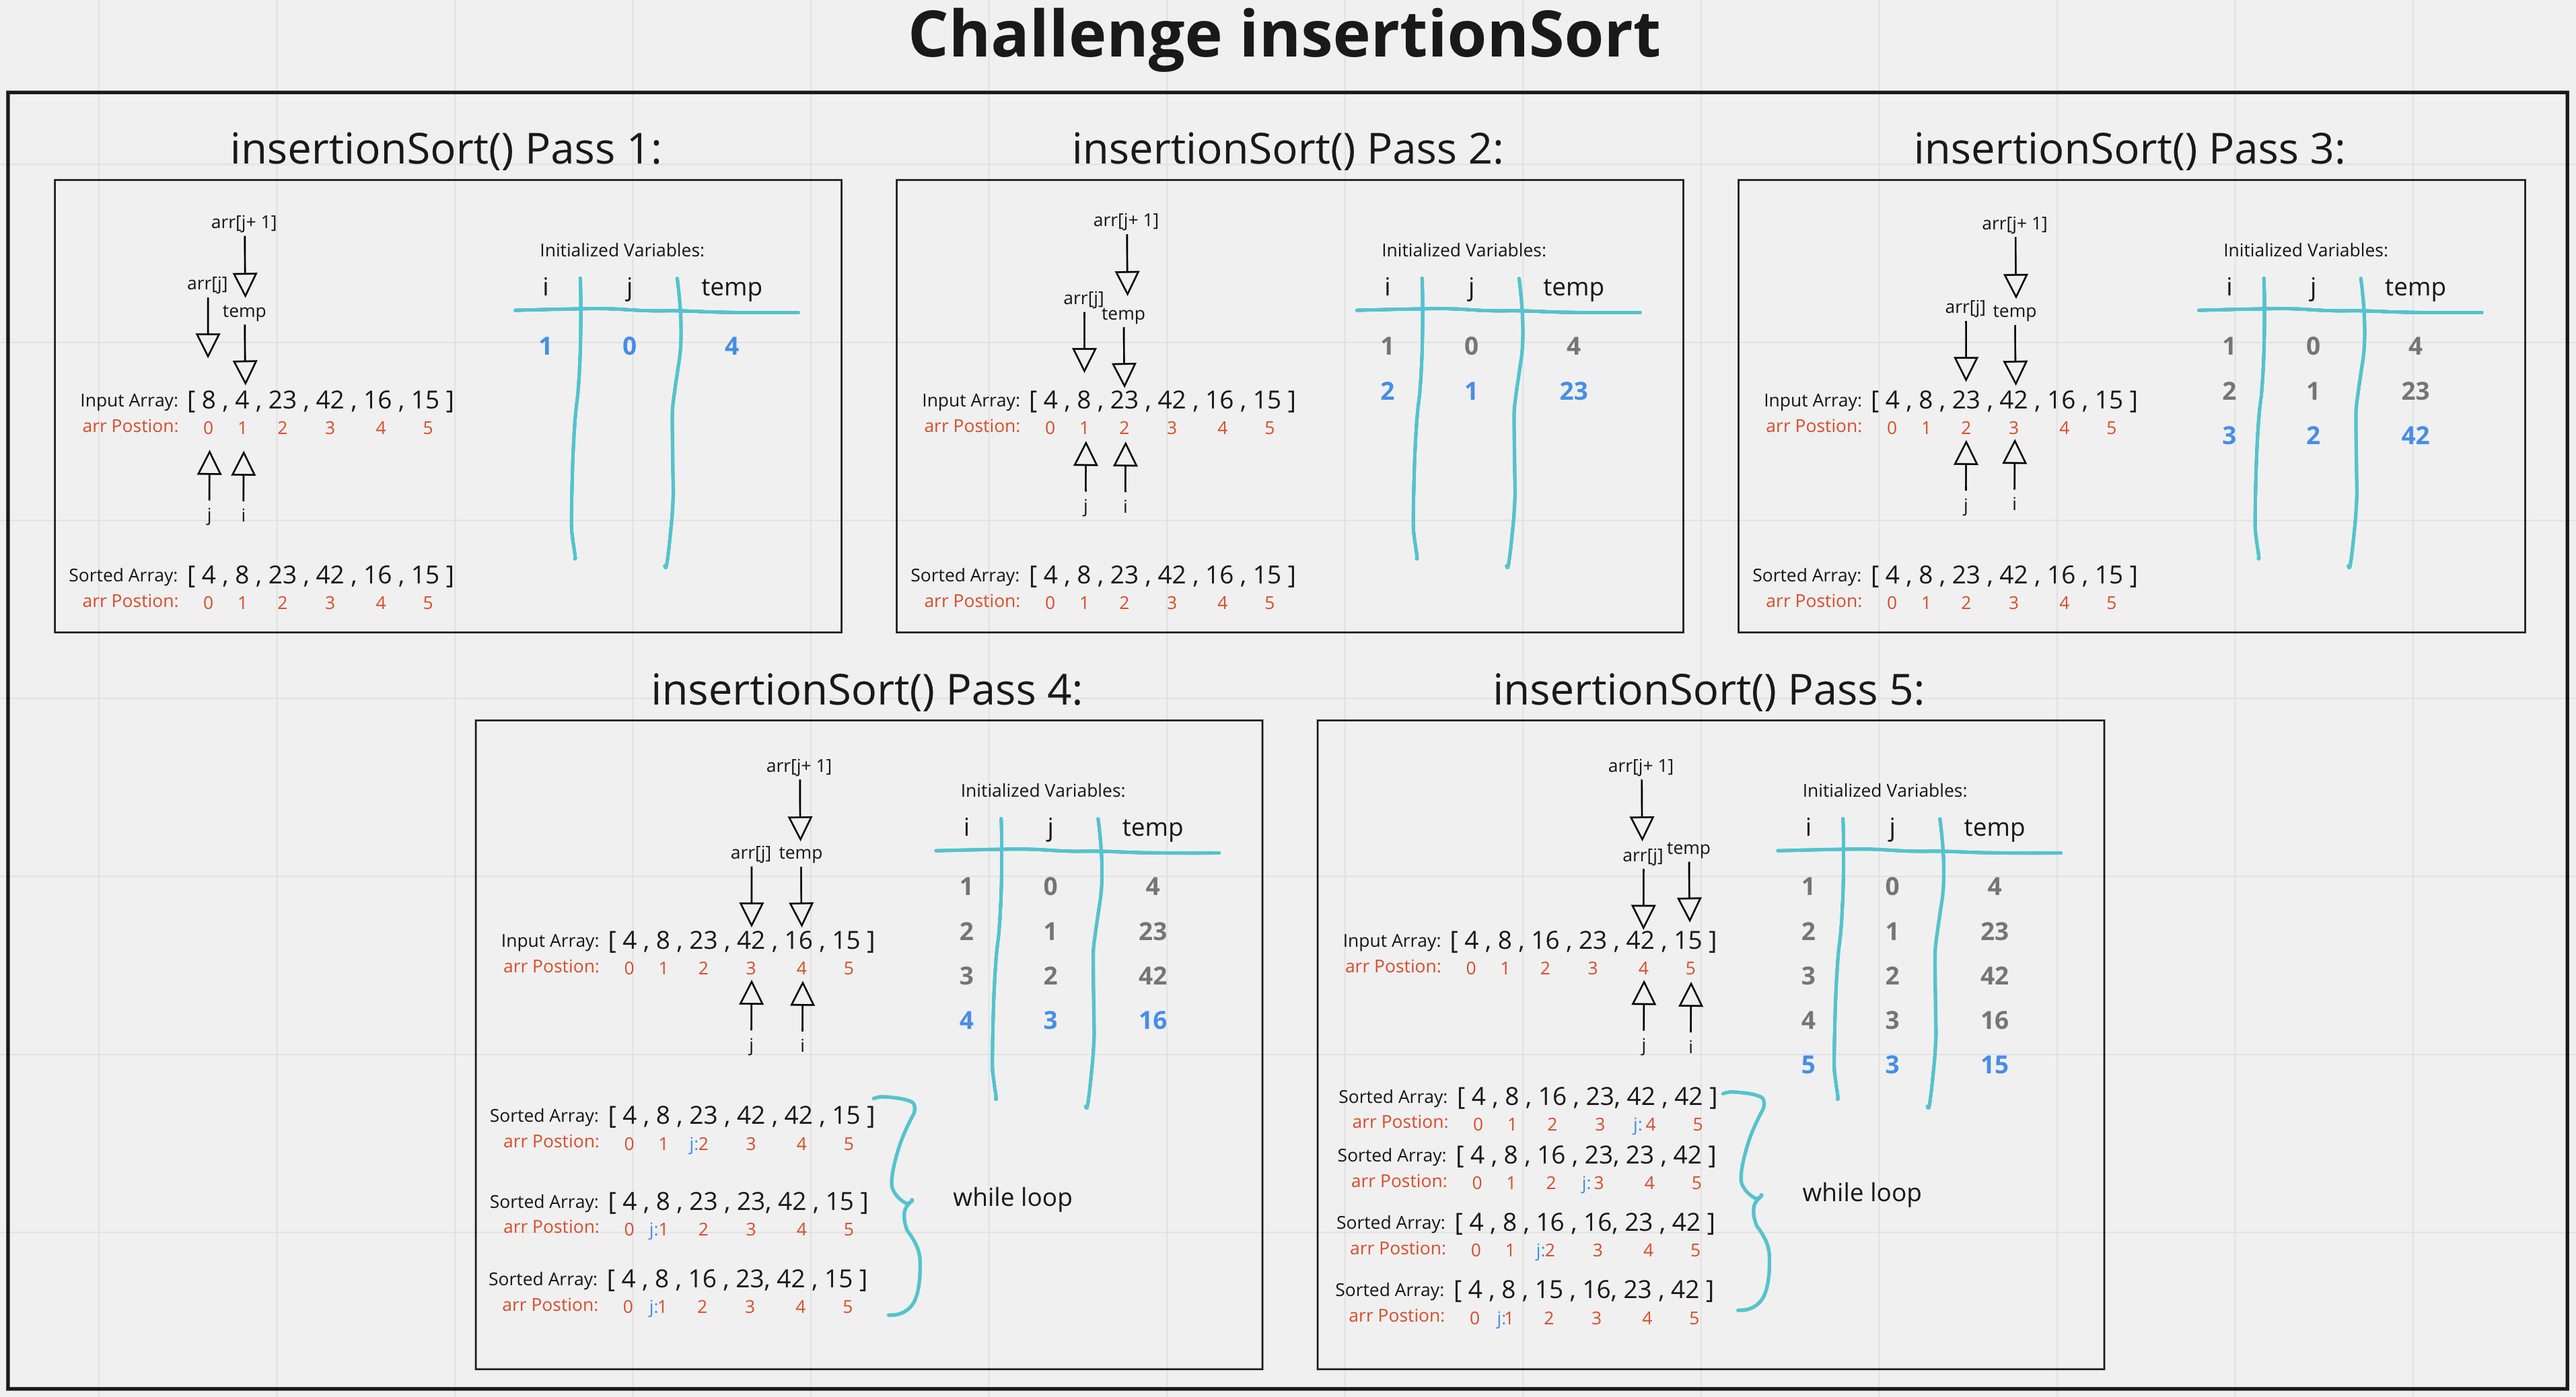 Challenge insertionSort
insertionSort() Pass 1:
arr[j+ 1]
Initialized Variables:
arr[j]
i j temp
temp
1 0 4
Input Array: [ 8 , 4 , 23 , 42 , 16 , 15 ]
arr Postion: 0 1 2 3 4 5
j i
Sorted Array: [ 4 , 8 , 23 , 42 , 16 , 15 ]
arr Postion: 0 1 2 3 4 5
insertionSort() Pass 2:
arr[j+ 1]
Initialized Variables:
i j temp
arr[j]
temp
1 0 4
2 1 23
Input Array: [ 4 , 8 , 23 , 42 , 16 , 15 ]
arr Postion: 0 1 2 3 4 5
j i
Sorted Array: [ 4 , 8 , 23 , 42 , 16 , 15 ]
arr Postion: 0 1 2 3 4 5
insertionSort() Pass 3:
arr[j+ 1]
Initialized Variables:
i j temp
arr[j] temp
1 0 4
2 1 23
3 2 42
Input Array: [ 4 , 8 , 23 , 42 , 16 , 15 ]
arr Postion: 0 1 2 3 4 5
j i
Sorted Array: [ 4 , 8 , 23 , 42 , 16 , 15 ]
arr Postion: 0 1 2 3 4 5
insertionSort() Pass 4:
arr[j+ 1]
Initialized Variables:
i j temp
arr[j] temp
1 0 4
2 1 23
3 2 42
4 3 16
Input Array: [ 4 , 8 , 23 , 42 , 16 , 15 ]
arr Postion: 0 1 2 3 4 5
j i
Sorted Array: [ 4 , 8 , 23 , 42 , 42 , 15 ]
arr Postion: 0 1 j:2 3 4 5
Sorted Array: [ 4 , 8 , 23 , 23, 42 , 15 ]
arr Postion: 0 j:1 2 3 4 5
while loop
Sorted Array: [ 4 , 8 , 16 , 23, 42 , 15 ]
arr Postion: 0 j:1 2 3 4 5
insertionSort() Pass 5:
arr[j+ 1]
Initialized Variables:
i j temp
arr[j] temp
1 0 4
2 1 23
3 2 42
4 3 16
5 3 15
Input Array: [ 4 , 8 , 16 , 23 , 42 , 15 ]
arr Postion: 0 1 2 3 4 5
j i
Sorted Array: [ 4 , 8 , 16 , 23, 42 , 42 ]
arr Postion: 0 1 2 3 j: 4 5
Sorted Array: [ 4 , 8 , 16 , 23, 23 , 42 ]
arr Postion: 0 1 2 j: 3 4 5
while loop
Sorted Array: [ 4 , 8 , 16 , 16, 23 , 42 ]
arr Postion: 0 1 j:2 3 4 5
Sorted Array: [ 4 , 8 , 15 , 16, 23 , 42 ]
arr Postion: 0 j:1 2 3 4 5